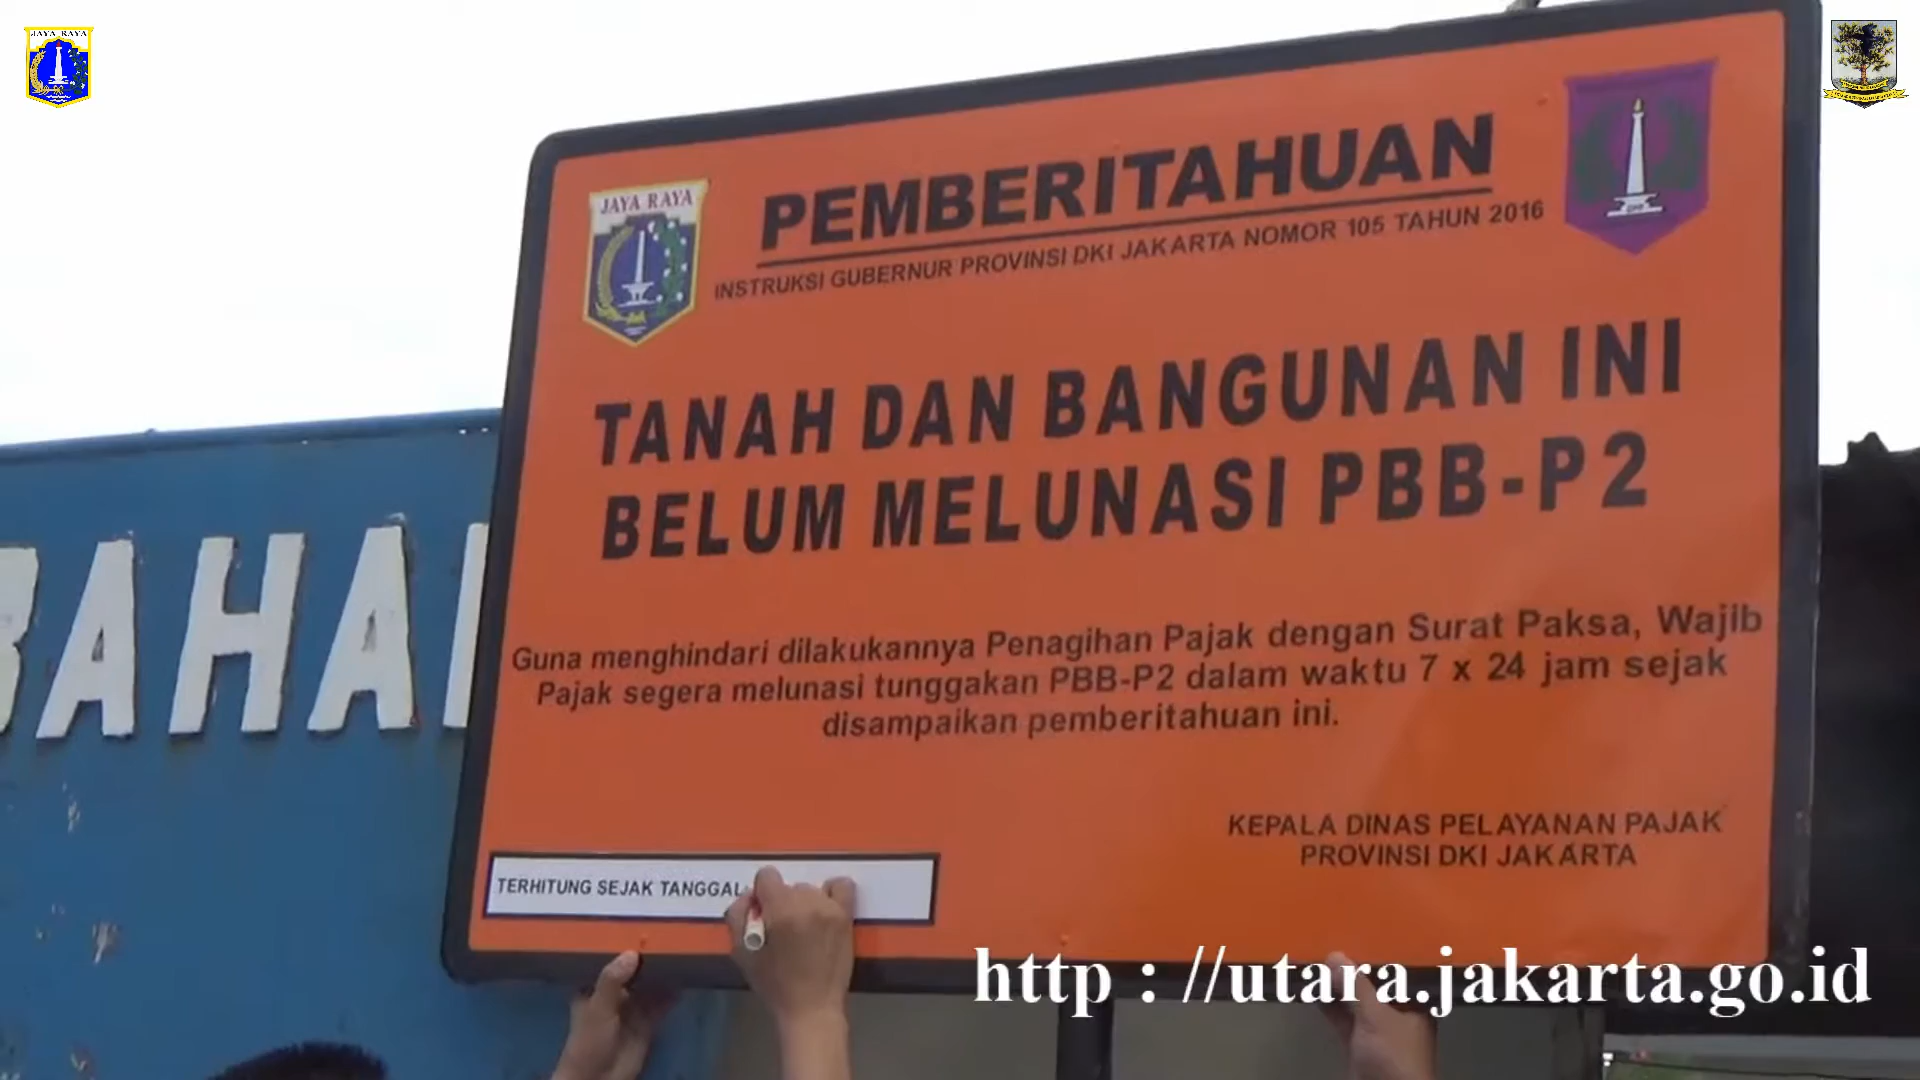 JAYA RAYA
PEMBERITAHUAN
JAYA RAYA
INSTRUKSI GUBERNUR PROVINSI DKI JAKARTA NOMOR 105 TAHUN 2016
TANAH DAN BANGUNAN INI
BELUM MELUNASI PBB-P2
BAHA
Guna menghindari dilakukannya Penagihan Pajak dengan Surat Paksa, Wajib
Pajak segera melunasi tunggakan PBB-P2 dalam waktu 7 x 24 jam sejak
disampaikan pemberitahuan ini.
KEPALA DINAS PELAYANAN PAJAK
PROVINSI DKI JAKARTA
TERHITUNG SEJAK TANGGAL
http : //utara.jakarta.go.id